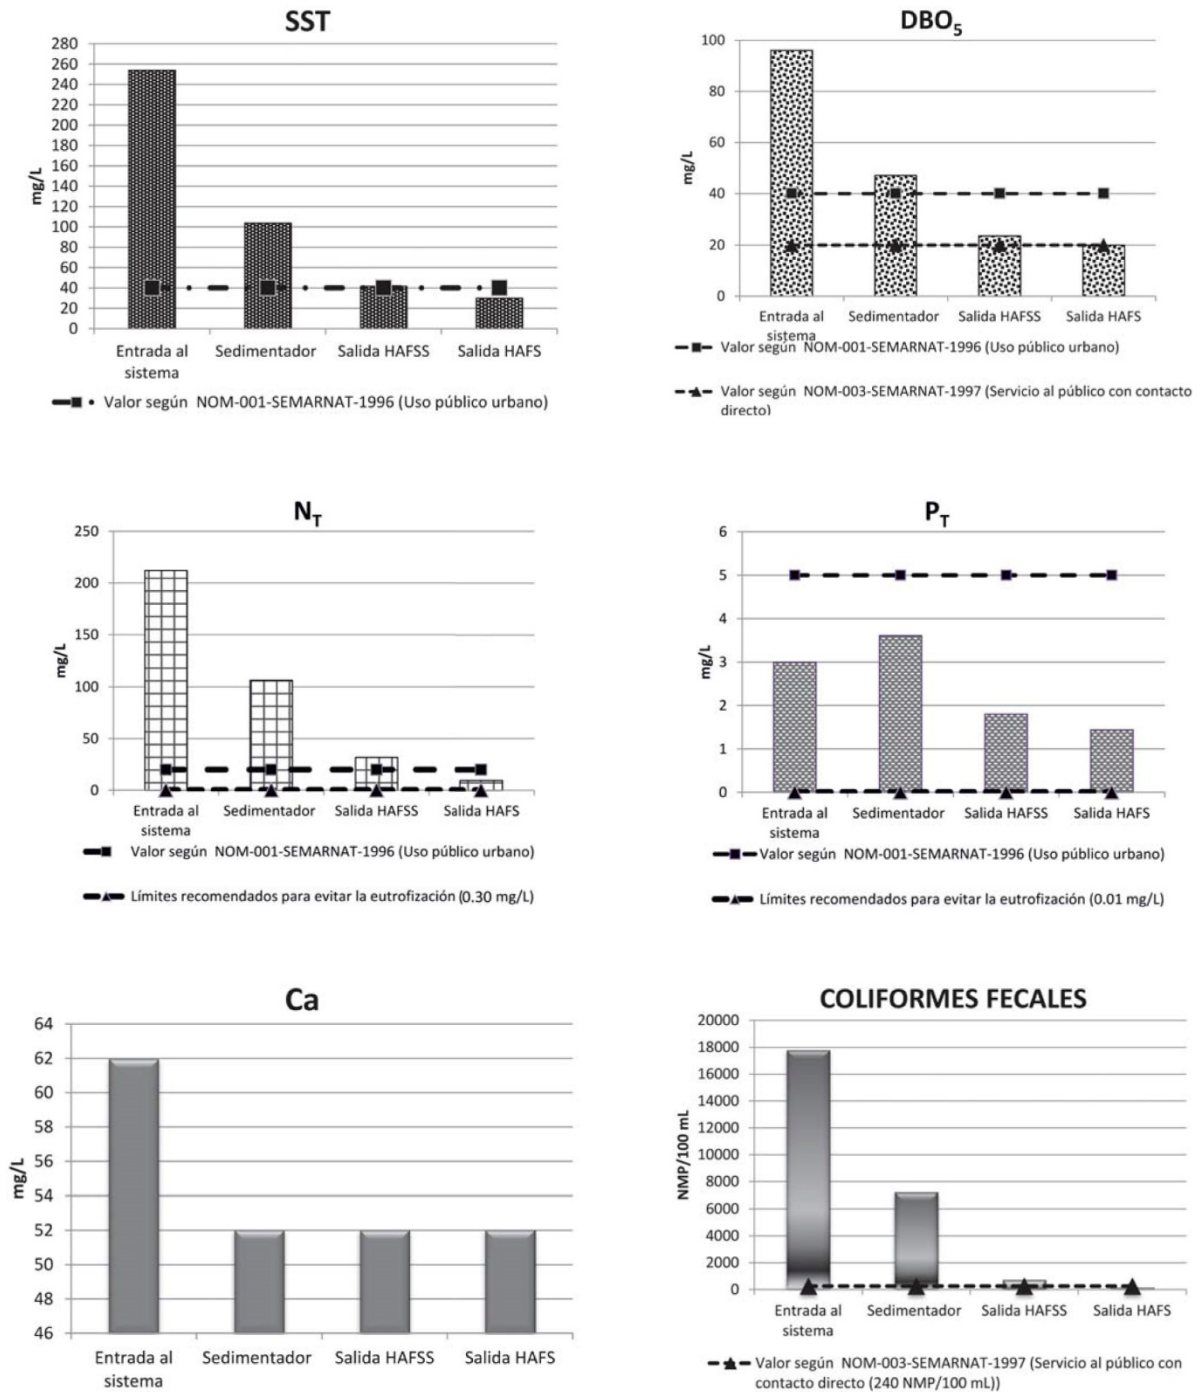 SST
280
260
240
220
200
180
160
140
120
100
80
60
40
20
0
mg/L
Entrada al
sistema
Sedimentador
Salida HAFSS
Salida HAFS
Valor según NOM-001-SEMARNAT-1996 (Uso público urbano)
DBO5
100
80
60
40
20
0
mg/L
Entrada al
sistema
Sedimentador
Salida HAFSS
Salida HAFS
Valor según NOM-001-SEMARNAT-1996 (Uso público urbano)
Valor según NOM-003-SEMARNAT-1997 (Servicio al público con contacto
directo)
NT
250
200
150
100
50
0
mg/L
Entrada al
sistema
Sedimentador
Salida HAFSS
Salida HAFS
Valor según NOM-001-SEMARNAT-1996 (Uso público urbano)
Límites recomendados para evitar la eutrofización (0.30 mg/L)
PT
6
5
4
3
2
1
0
mg/L
Entrada al
sistema
Sedimentador
Salida HAFSS
Salida HAFS
Valor según NOM-001-SEMARNAT-1996 (Uso público urbano)
Límites recomendados para evitar la eutrofización (0.01 mg/L)
Ca
64
62
60
58
56
54
52
50
48
46
mg/L
Entrada al
sistema
Sedimentador
Salida HAFSS
Salida HAFS
COLIFORMES FECALES
20000
18000
16000
14000
12000
10000
8000
6000
4000
2000
0
NMP/100 mL
Entrada al
sistema
Sedimentador
Salida HAFSS
Salida HAFS
Valor según NOM-003-SEMARNAT-1997 (Servicio al público con
contacto directo (240 NMP/100 mL))